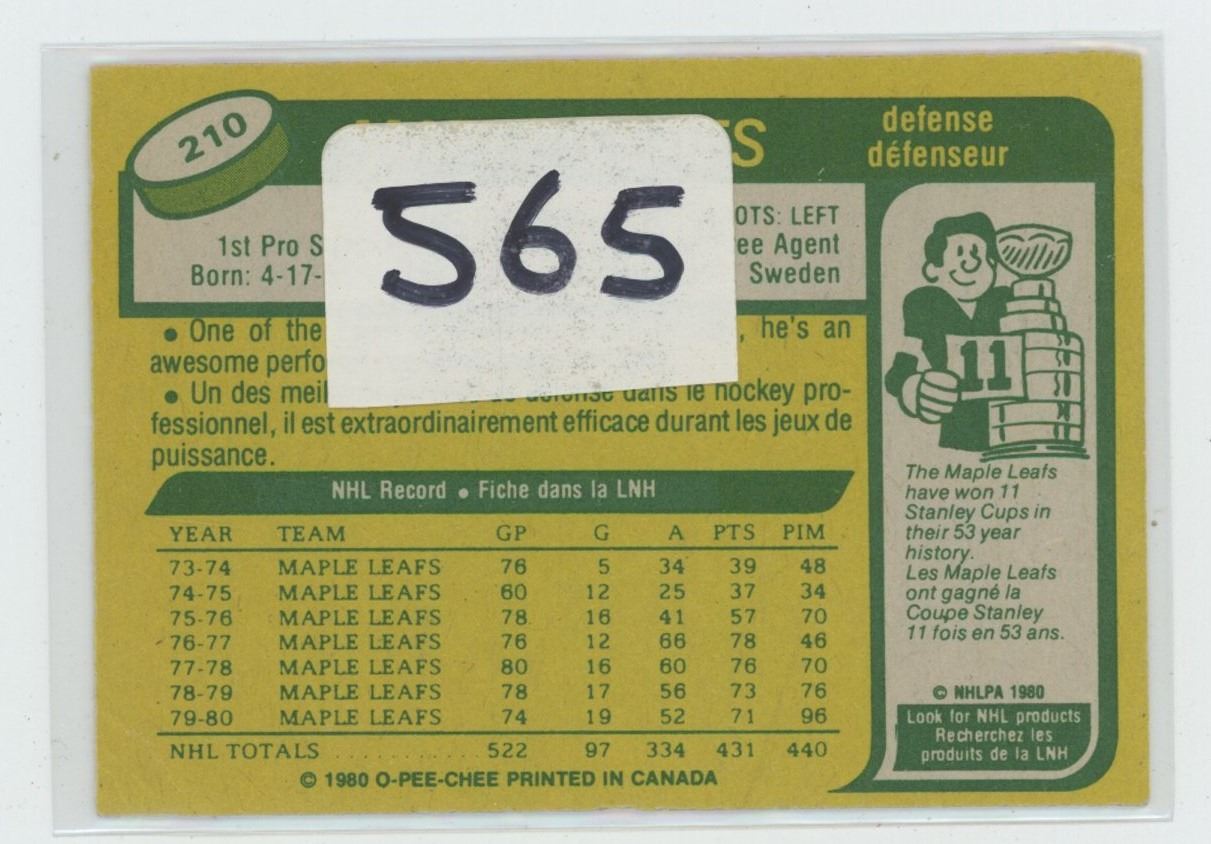 210
TS
defense
défenseur
565
OTS: LEFT
1st Pro S
ee Agent
Born: 4-17-
Sweden
• One of the , he's an
awesome perfo
• Un des meil dans le hockey pro-
fessionnel, il est extraordinairement efficace durant les jeux de
puissance.
11
The Maple Leafs
have won 11
Stanley Cups in
their 53 year
history.
Les Maple Leafs
ont gagné la
Coupe Stanley
11 fois en 53 ans.
© NHLPA 1980
Look for NHL products
Recherchez les
produits de la LNH
NHL Record • Fiche dans la LNH
YEAR TEAM GP G A PTS PIM
73-74 MAPLE LEAFS 76 5 34 39 48
74-75 MAPLE LEAFS 60 12 25 37 34
75-76 MAPLE LEAFS 78 16 41 57 70
76-77 MAPLE LEAFS 76 12 66 78 46
77-78 MAPLE LEAFS 80 16 60 76 70
78-79 MAPLE LEAFS 78 17 56 73 76
79-80 MAPLE LEAFS 74 19 52 71 96
NHL TOTALS . . . . . . . . . . . 522 97 334 431 440
© 1980 O-PEE-CHEE PRINTED IN CANADA